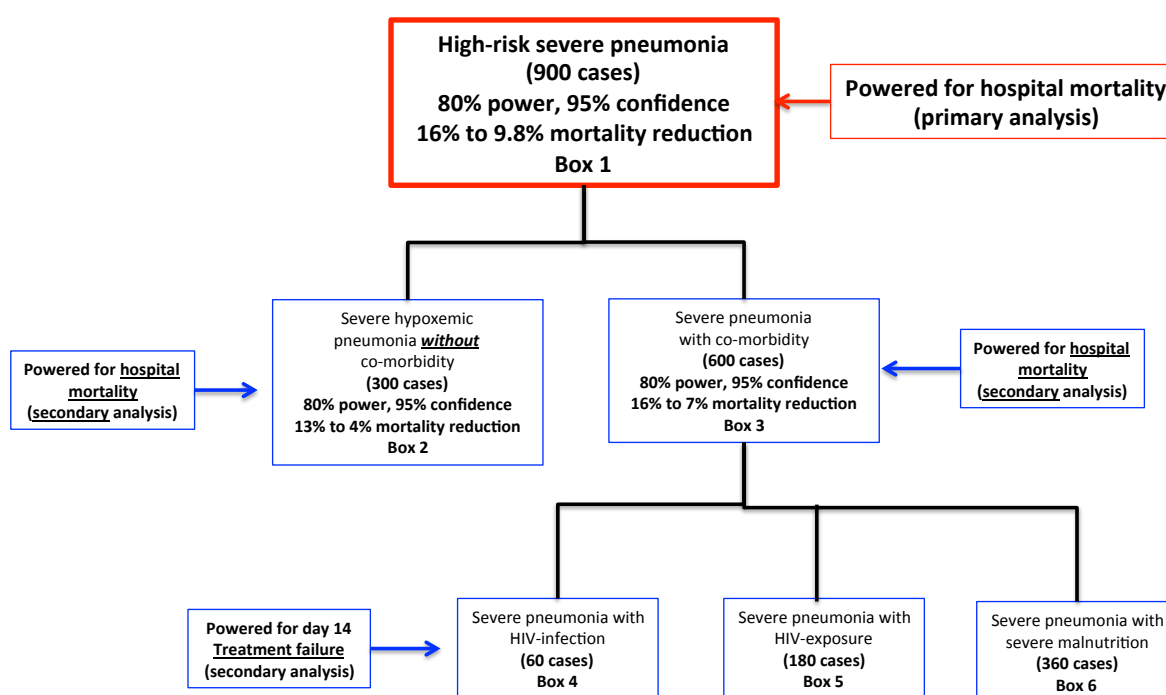 High-risk severe pneumonia
(900 cases)
80% power, 95% confidence
16% to 9.8% mortality reduction
Box 1
Powered for hospital mortality
(primary analysis)
Severe hypoxemic
pneumonia without
co-morbidity
(300 cases)
80% power, 95% confidence
13% to 4% mortality reduction
Box 2
Severe pneumonia
with co-morbidity
(600 cases)
80% power, 95% confidence
16% to 7% mortality reduction
Box 3
Powered for hospital
mortality
(secondary analysis)
Powered for hospital
mortality
(secondary analysis)
Powered for day 14
Treatment failure
(secondary analysis)
Severe pneumonia with
HIV-infection
(60 cases)
Box 4
Severe pneumonia with
HIV-exposure
(180 cases)
Box 5
Severe pneumonia with
severe malnutrition
(360 cases)
Box 6